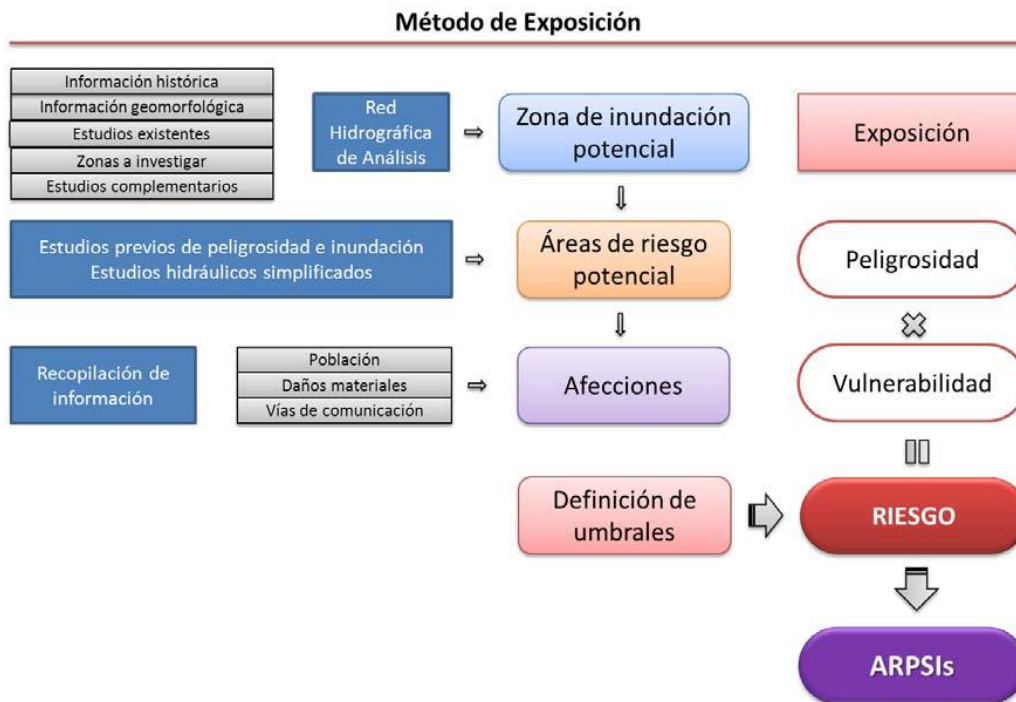 Método de Exposición
Información histórica
Información geomorfológica
Estudios existentes
Zonas a investigar
Estudios complementarios
Red
Hidrográfica
de Análisis
Zona de inundación
potencial
Exposición
Estudios previos de peligrosidad e inundación
Estudios hidráulicos simplificados
Áreas de riesgo
potencial
Peligrosidad
Recopilación de
información
Población
Daños materiales
Vías de comunicación
Afecciones
Vulnerabilidad
Definición de
umbrales
RIESGO
ARPSIs